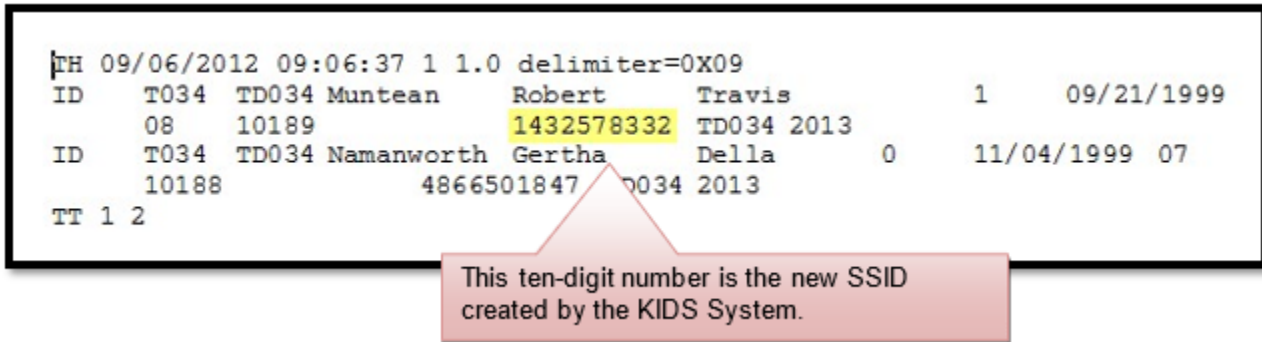 TH 09/06/2012 09:06:37 1 1.0 delimiter=0X09
ID T034 TD034 Muntean Robert Travis 1 09/21/1999
08 10189 1432578332 TD034 2013
ID T034 TD034 Namanworth Gertha Della 0 11/04/1999 07
10188 4866501847 D034 2013
TT 1 2
This ten-digit number is the new SSID
created by the KIDS System.